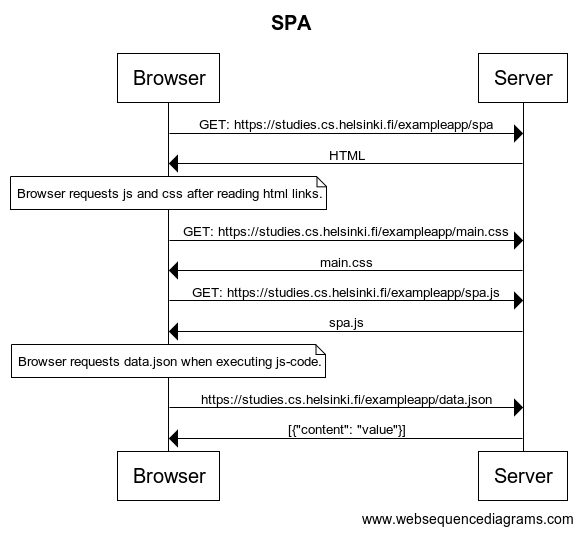 SPA
Browser
Server
GET: https://studies.cs.helsinki.fi/exampleapp/spa
HTML
Browser requests js and css after reading html links.
GET: https://studies.cs.helsinki.fi/exampleapp/main.css
main.css
GET: https://studies.cs.helsinki.fi/exampleapp/spa.js
spa.js
Browser requests data.json when executing js-code.
https://studies.cs.helsinki.fi/exampleapp/data.json
[{"content": "value"}]
Browser
Server
www.websequencediagrams.com